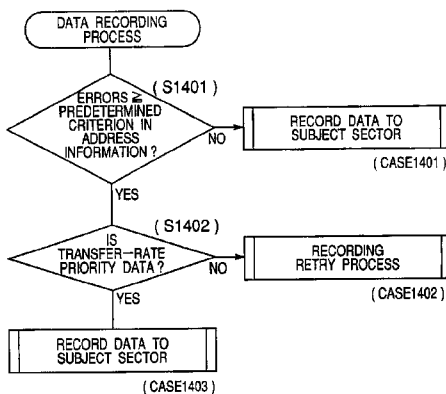 DATA RECORDING
PROCESS
( S1401 )
ERRORS ≧
PREDETERMINED
CRITERION IN
ADDRESS
INFORMATION ?
NO
RECORD DATA TO
SUBJECT SECTOR
( CASE1401 )
YES
( S1402 )
IS
TRANSFER-RATE
PRIORITY DATA ?
NO
RECORDING
RETRY PROCESS
( CASE1402 )
YES
RECORD DATA TO
SUBJECT SECTOR
( CASE1403 )